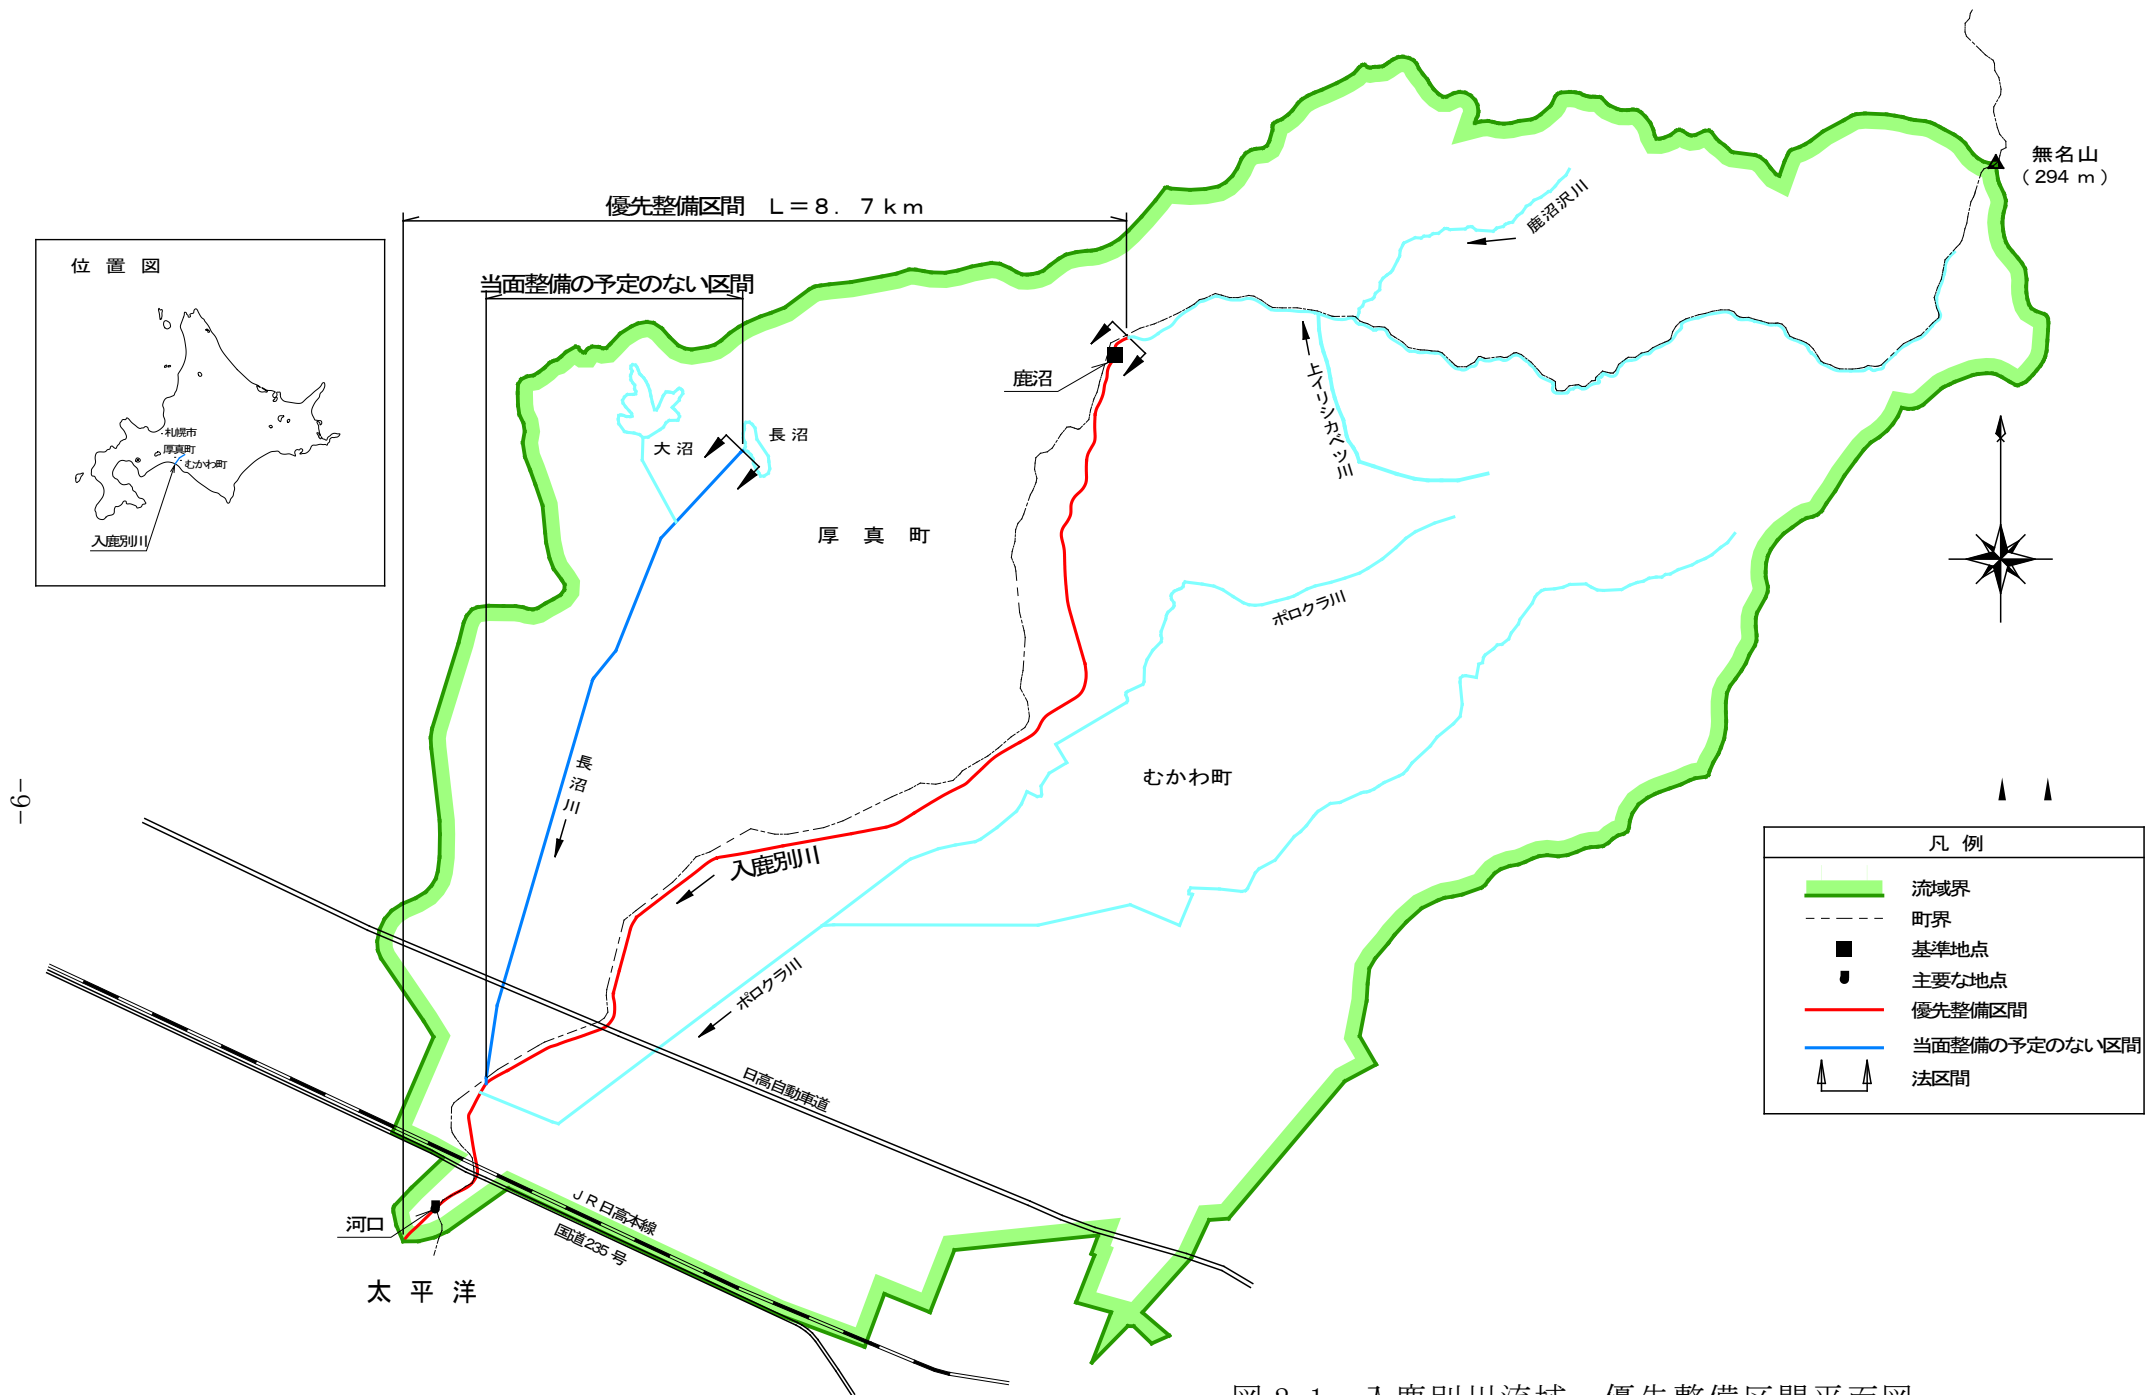 無名山
(294 m)
優先整備区間 L=8.7km
当面整備の予定のない区間
位置図
札幌市
厚真町
むかわ町
入鹿別川
鹿沼沢川
鹿沼
上イリシカベツ川
大沼
長沼
厚真町
ポロクラ川
長沼川
むかわ町
入鹿別川
ポロクラ川
日高自動車道
JR日高本線
国道235号
河口
太平洋
凡例
流域界
町界
基準地点
主要な地点
優先整備区間
当面整備の予定のない区間
法区間
-9-